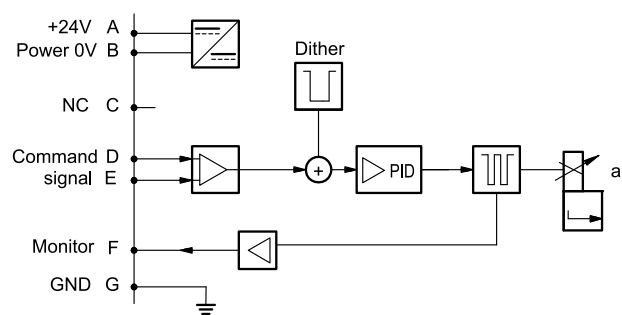 +24V A
Power 0V B
Dither
NC C
Command D
signal E
+
PID
a
Monitor F
GND G